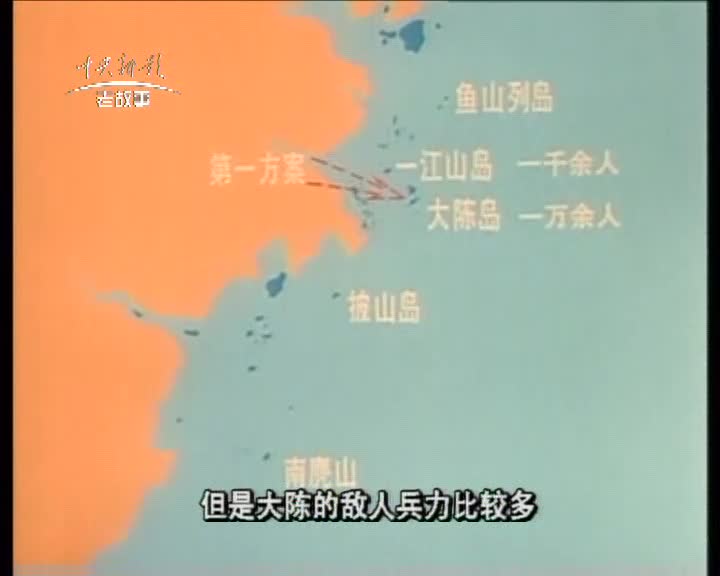 中央新影
老故事
鱼山列岛
第一方案
一江山岛 一千余人
大陈岛 一万余人
披山岛
南麂山
但是大陈的敌人兵力比较多